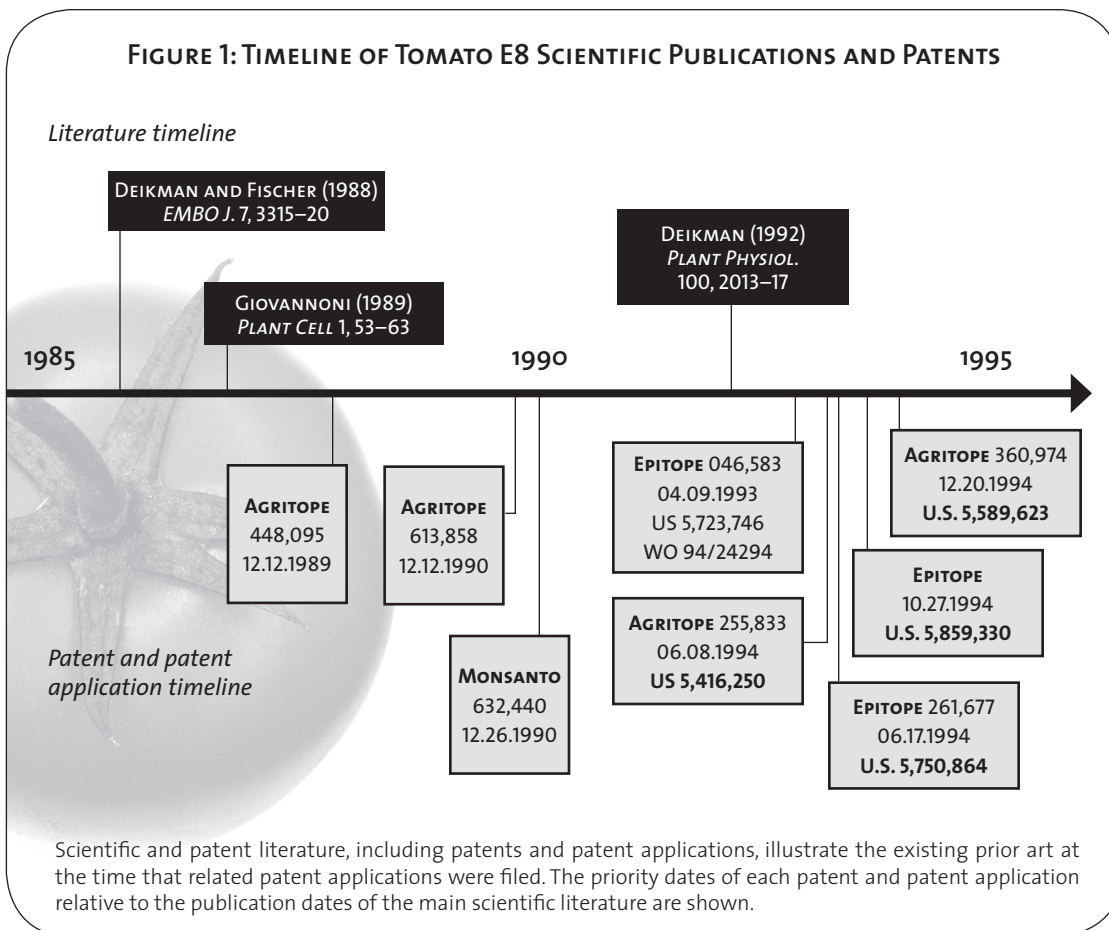 FIGURE 1: TIMELINE OF TOMATO E8 SCIENTIFIC PUBLICATIONS AND PATENTS
Literature timeline
DEIKMAN AND FISCHER (1988)
EMBO J. 7, 3315–20
GIOVANNONI (1989)
PLANT CELL 1, 53–63
DEIKMAN (1992)
PLANT PHYSIOL.
100, 2013–17
1985
1990
1995
AGRITOPE
448,095
12.12.1989
AGRITOPE
613,858
12.12.1990
MONSANTO
632,440
12.26.1990
EPITOPE 046,583
04.09.1993
US 5,723,746
WO 94/24294
AGRITOPE 255,833
06.08.1994
US 5,416,250
EPITOPE 261,677
06.17.1994
U.S. 5,750,864
EPITOPE
10.27.1994
U.S. 5,859,330
AGRITOPE 360,974
12.20.1994
U.S. 5,589,623
Patent and patent
application timeline
Scientific and patent literature, including patents and patent applications, illustrate the existing prior art at
the time that related patent applications were filed. The priority dates of each patent and patent application
relative to the publication dates of the main scientific literature are shown.